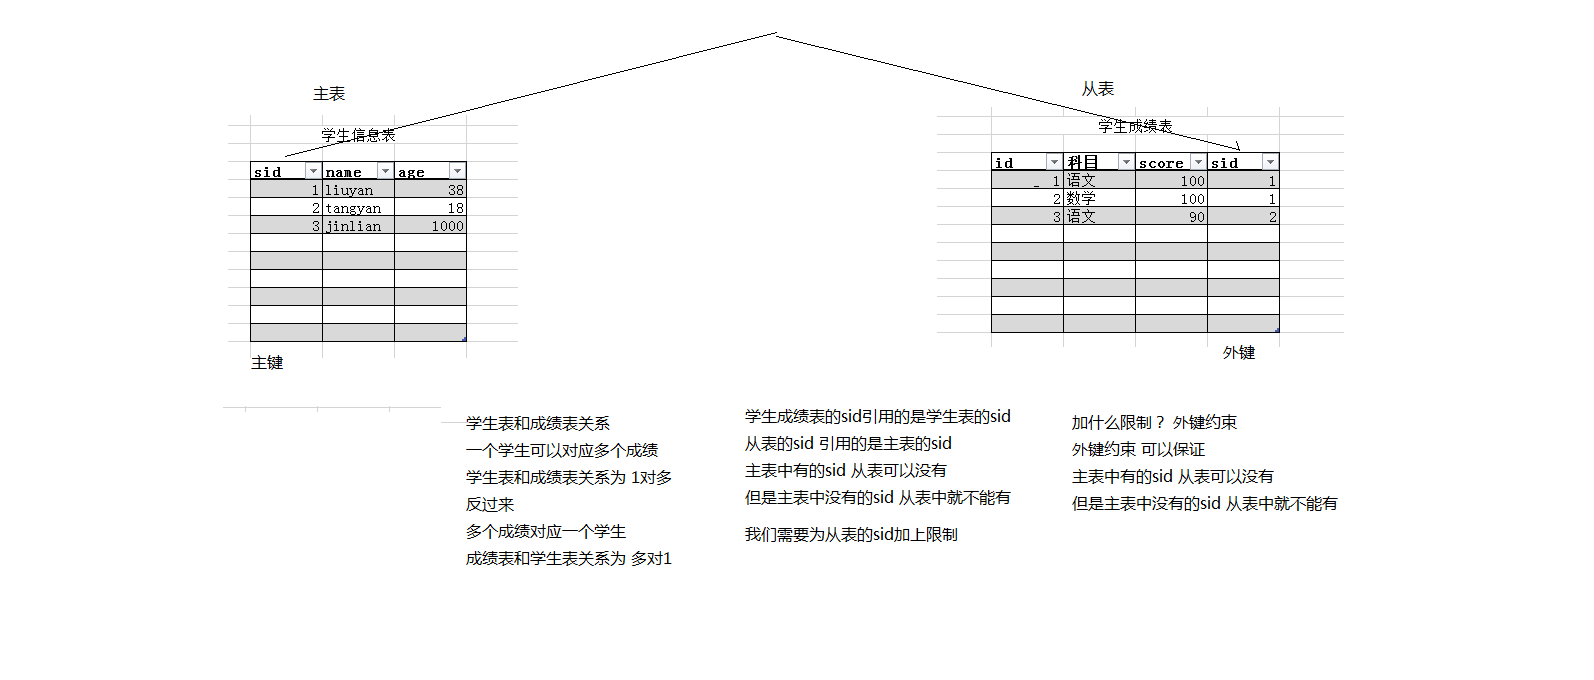 主表
学生信息表
sid name age
1 liuyan 38
2 tangyan 18
3 jinlian 1000
主键
从表
学生成绩表
id 科目 score sid
1 语文 100 1
2 数学 100 1
3 语文 90 2
外键
学生表和成绩表关系
一个学生可以对应多个成绩
学生表和成绩表关系为 1对多
反过来
多个成绩对应一个学生
成绩表和学生表关系为 多对1
学生成绩表的sid引用的是学生表的sid
从表的sid 引用的是主表的sid
主表中有的sid 从表可以没有
但是主表中没有的sid 从表中就不能有
我们需要为从表的sid加上限制
加什么限制？ 外键约束
外键约束 可以保证
主表中有的sid 从表可以没有
但是主表中没有的sid 从表中就不能有